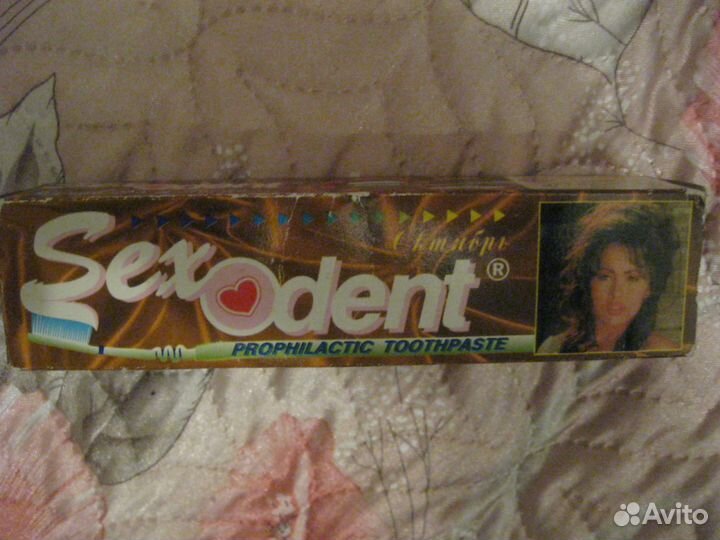 Октябрь
Sexodent®
PROPHILACTIC TOOTHPASTE
Avito